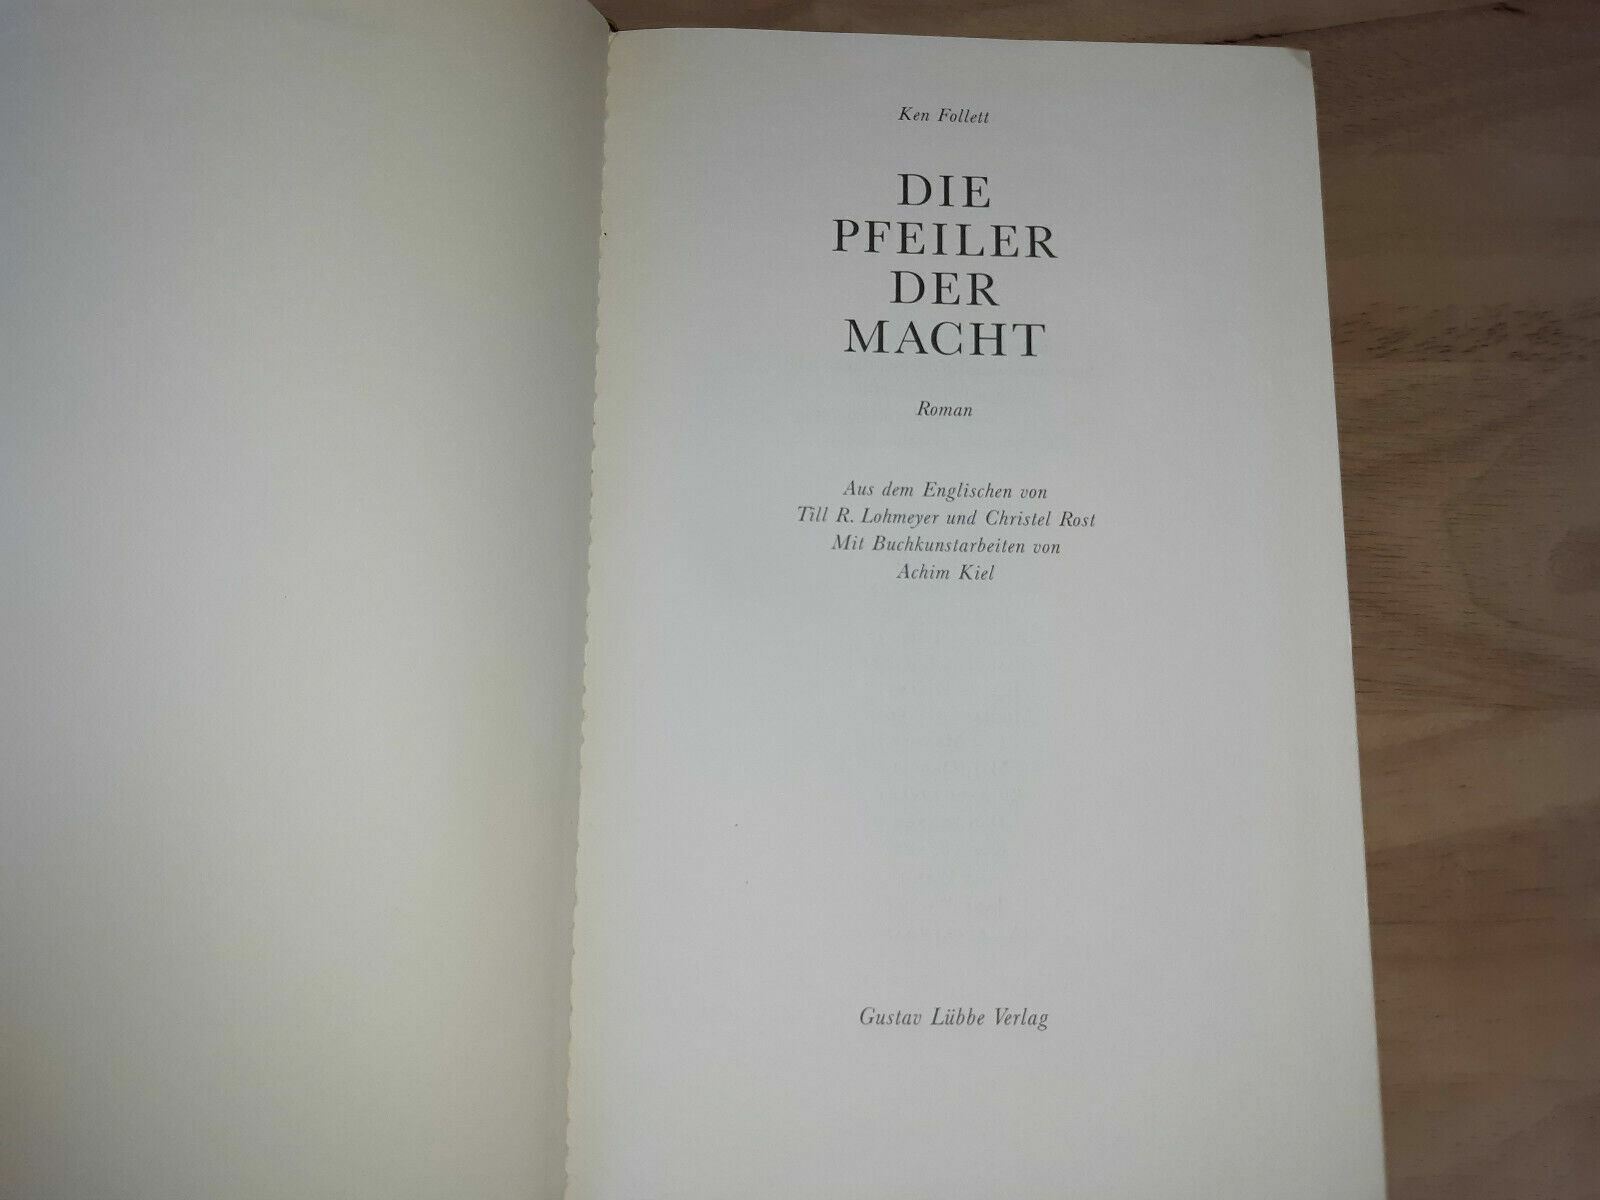 Ken Follett
DIE
PFEILER
DER
MACHT
Roman
Aus dem Englischen von
Till R. Lohmeyer und Christel Rost
Mit Buchkunstarbeiten von
Achim Kiel
Gustav Lübbe Verlag